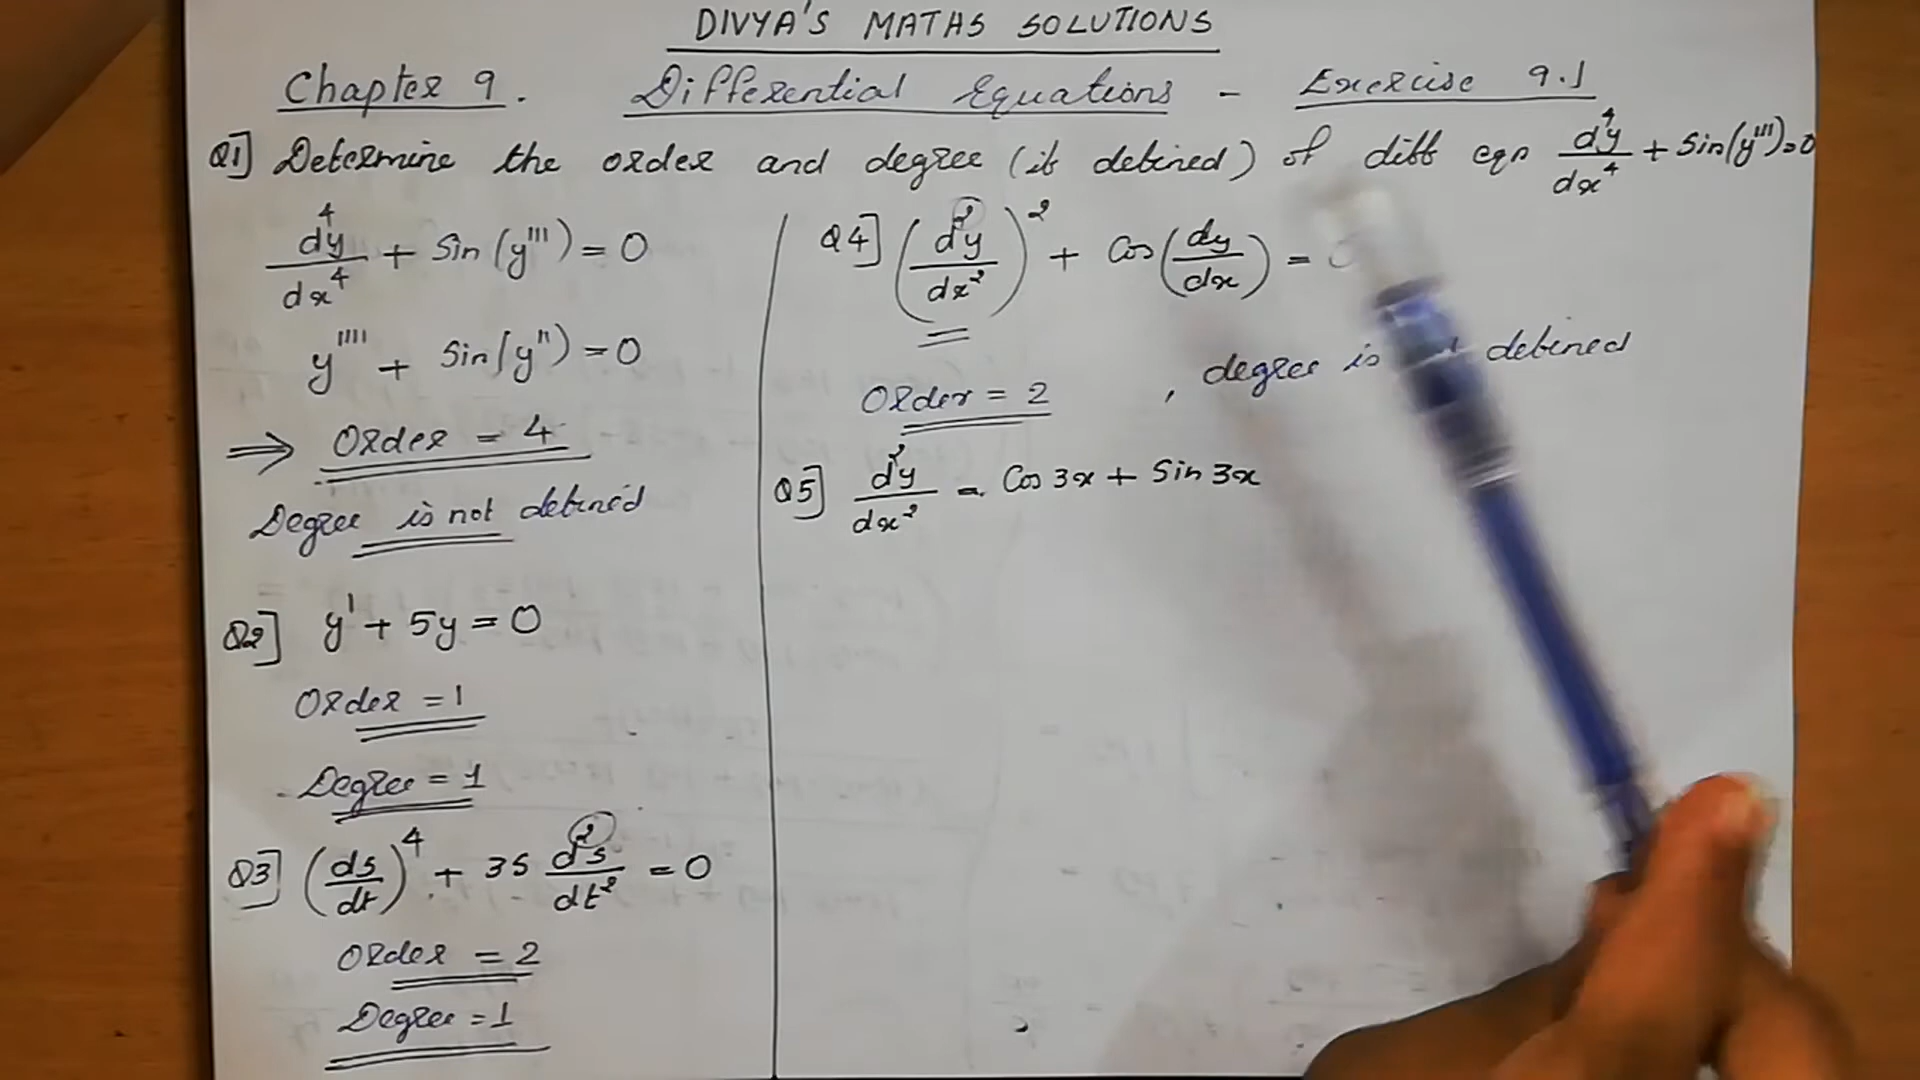 DIVYA'S MATHS SOLUTIONS
Chapter 9. Differential Equations - Exercise 9.1
Q1] Determine the order and degree (if defined) of diff eqn d⁴y/dx⁴ + Sin(y''')=0
d⁴y/dx⁴ + Sin(y''') = 0
y'''' + Sin(y'') = 0
⇒ Order = 4
Degree is not defined
Q2] y' + 5y = 0
Order = 1
Degree = 1
Q3] (ds/dt)⁴ + 3s d²s/dt² = 0
Order = 2
Degree = 1
Q4] (d²y/dx²)² + Cos(dy/dx) = 0
Order = 2 , degree is defined
Q5] d²y/dx² = Cos 3x + Sin 3x